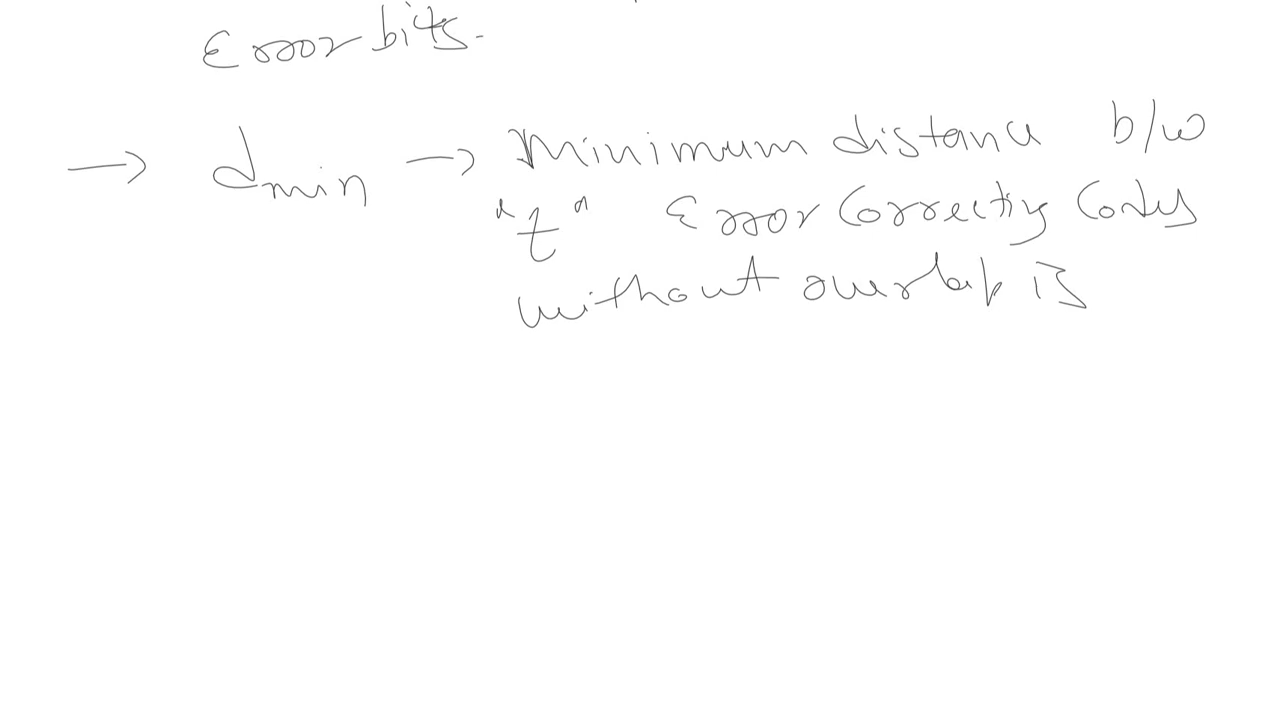 Error bits.
→ dmin → Minimum distance b/w
"t" Error Correcting Codes
without overlap is